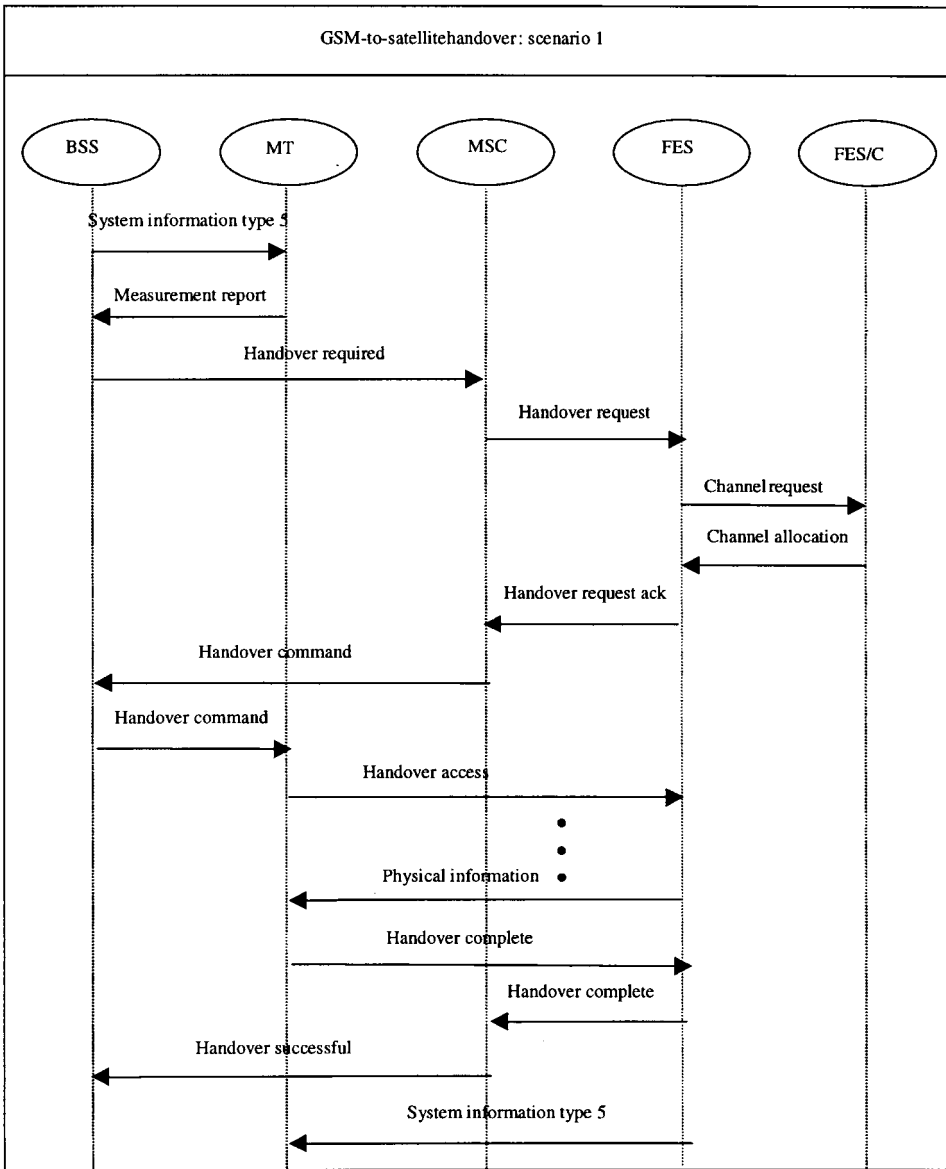 GSM-to-satellitehandover: scenario 1
BSS
MT
MSC
FES
FES/C
System information type 5
Measurement report
Handover required
Handover request
Channel request
Channel allocation
Handover request ack
Handover command
Handover command
Handover access
Physical information
Handover complete
Handover complete
Handover successful
System information type 5